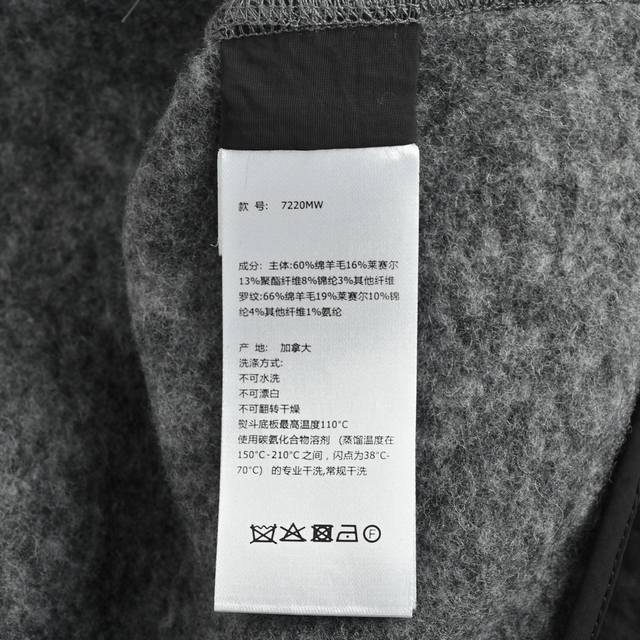 款 号: 7220MW
成分: 主体:60%绵羊毛16%莱赛尔
13%聚酯纤维8%锦纶3%其他纤维
罗纹:66%绵羊毛19%莱赛尔10%锦
纶4%其他纤维1%氨纶
产 地: 加拿大
洗涤方式:
不可水洗
不可漂白
不可翻转干燥
熨斗底板最高温度110°C
使用碳氨化合物溶剂 (蒸馏温度在
150°C-210°C之间, 闪点为38°C-
70°C) 的专业干洗,常规干洗
F